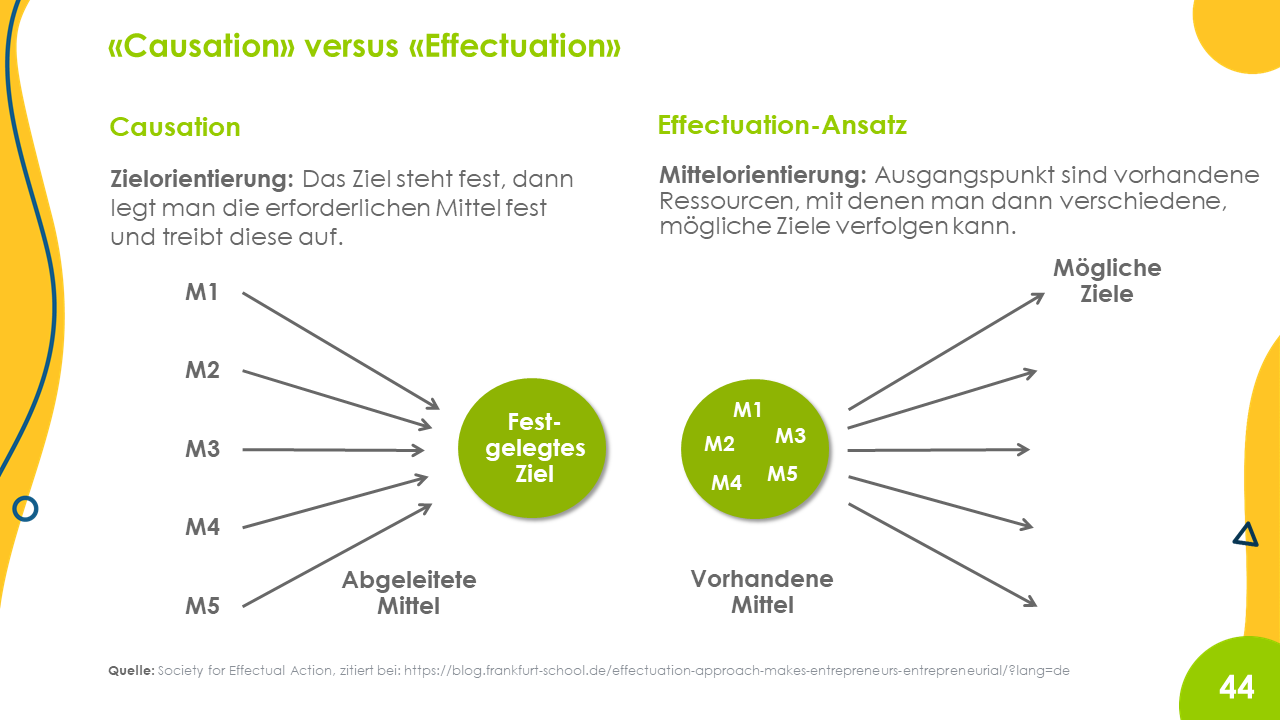 «Causation» versus «Effectuation»
Causation
Zielorientierung: Das Ziel steht fest, dann
legt man die erforderlichen Mittel fest
und treibt diese auf.
M1
M2
M3
M4
M5
Fest-
gelegtes
Ziel
Abgeleitete
Mittel
Effectuation-Ansatz
Mittelorientierung: Ausgangspunkt sind vorhandene
Ressourcen, mit denen man dann verschiedene,
mögliche Ziele verfolgen kann.
Mögliche
Ziele
M1
M2
M3
M4
M5
Vorhandene
Mittel
Quelle: Society for Effectual Action, zitiert bei: https://blog.frankfurt-school.de/effectuation-approach-makes-entrepreneurs-entrepreneurial/?lang=de
44